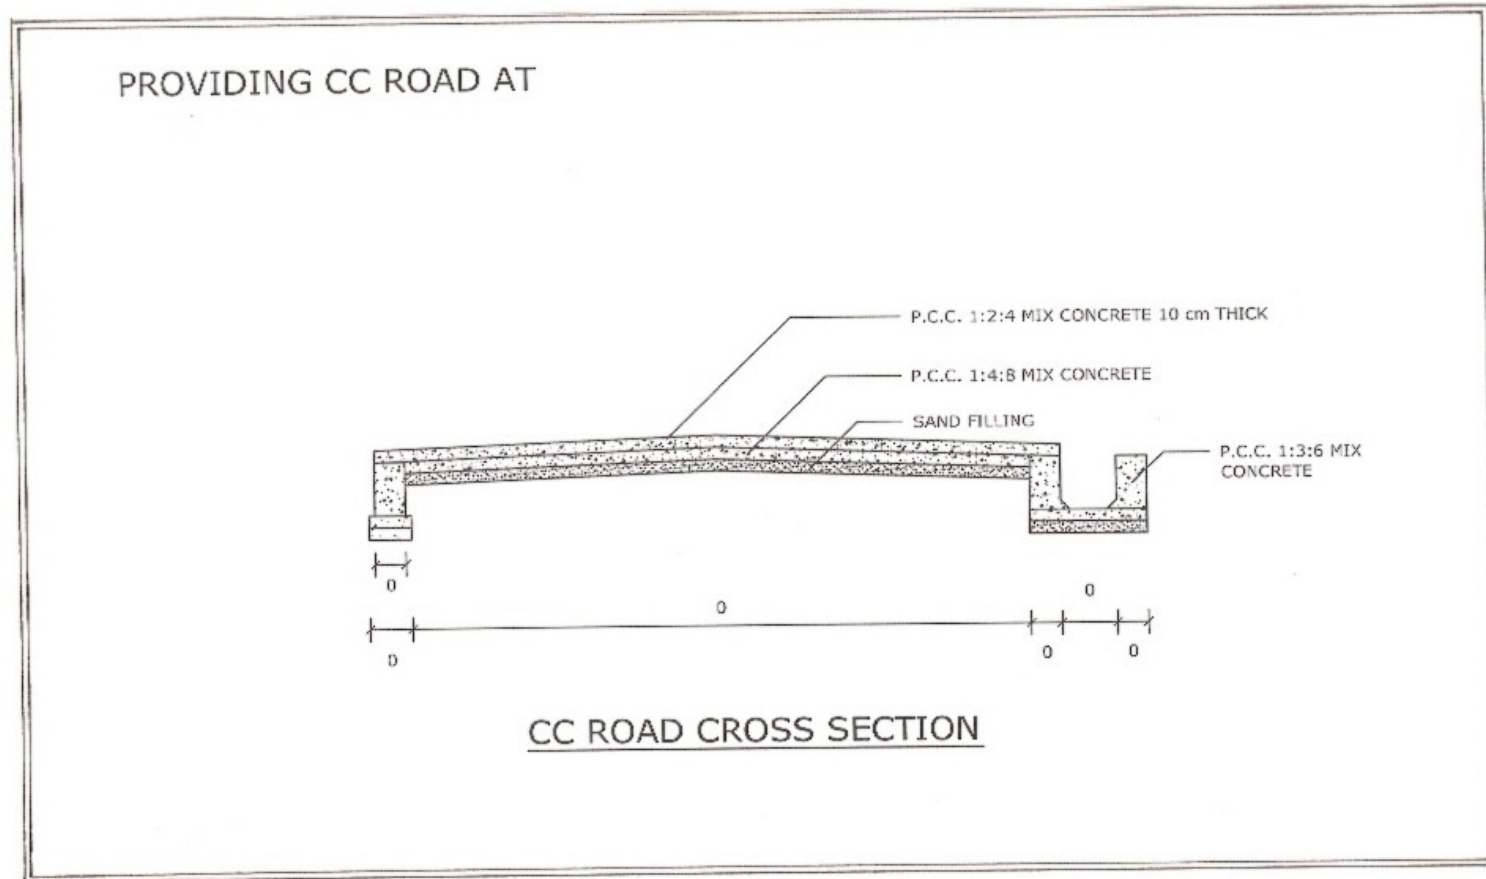 PROVIDING CC ROAD AT
P.C.C. 1:2:4 MIX CONCRETE 10 cm THICK
P.C.C. 1:4:8 MIX CONCRETE
SAND FILLING
P.C.C. 1:3:6 MIX
CONCRETE
0
0
0
0
0
0
CC ROAD CROSS SECTION